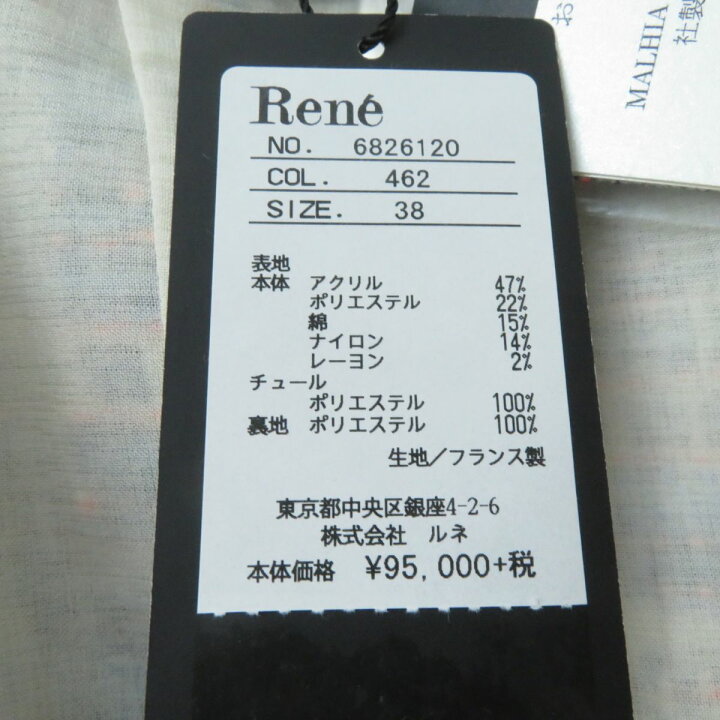 René
NO. 6826120
COL. 462
SIZE. 38
表地
本体 アクリル 47%
ポリエステル 22%
綿 15%
ナイロン 14%
レーヨン 2%
チュール
ポリエステル 100%
裏地 ポリエステル 100%
生地/フランス製
東京都中央区銀座4-2-6
株式会社 ルネ
本体価格 ¥95,000+税
お
MALHIA
社製